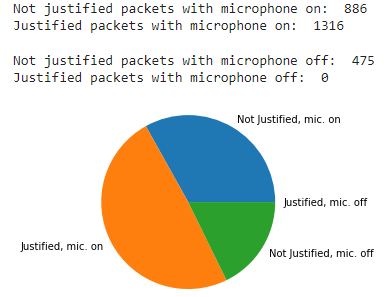 Not justified packets with microphone on:  886
Justified packets with microphone on:  1316
Not justified packets with microphone off:  475
Justified packets with microphone off:  0
Not Justified, mic. on
Justified, mic. off
Justified, mic. on
Not Justified, mic. off